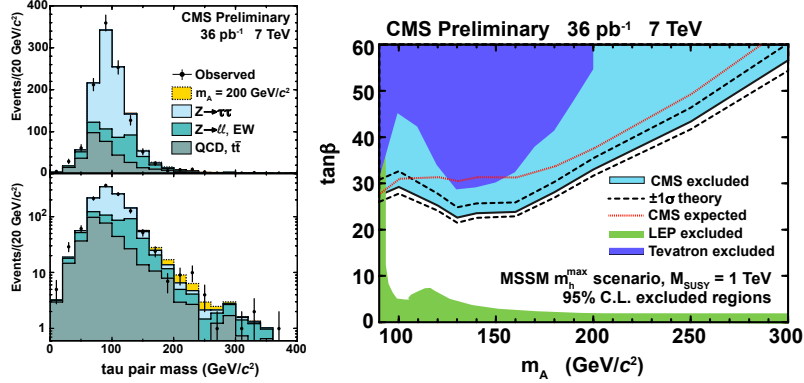 CMS Preliminary
36 pb⁻¹ 7 TeV
Events/(20 GeV/c²)
400
300
200
100
0
Observed
m_A = 200 GeV/c²
Z→ττ
Z→ℓℓ, EW
QCD, tt̄
Events/(20 GeV/c²)
10²
10
1
0 100 200 300 400
tau pair mass (GeV/c²)
CMS Preliminary 36 pb⁻¹ 7 TeV
tanβ
60
50
40
30
20
10
0
CMS excluded
±1σ theory
CMS expected
LEP excluded
Tevatron excluded
MSSM m_h^max scenario, M_SUSY = 1 TeV
95% C.L. excluded regions
100 150 200 250 300
m_A (GeV/c²)